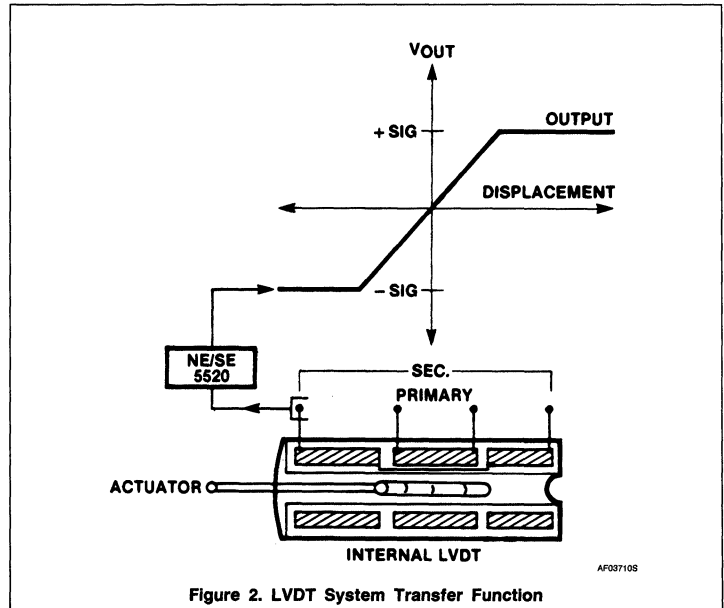 VOUT
OUTPUT
+ SIG
DISPLACEMENT
- SIG
NE/SE
5520
SEC.
PRIMARY
ACTUATOR
INTERNAL LVDT
AF03710S
Figure 2. LVDT System Transfer Function